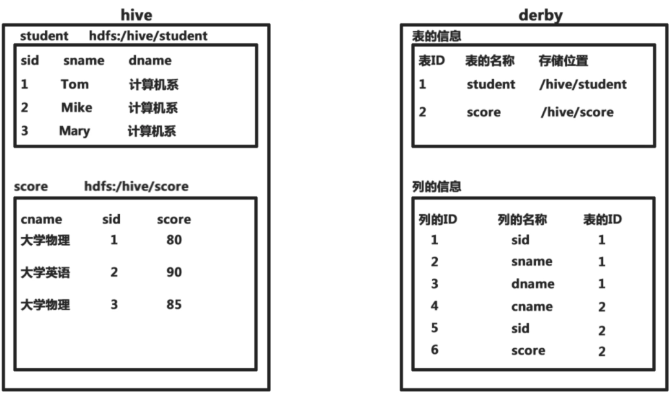 hive
student hdfs:/hive/student
sid sname dname
1 Tom 计算机系
2 Mike 计算机系
3 Mary 计算机系
score hdfs:/hive/score
cname sid score
大学物理 1 80
大学英语 2 90
大学物理 3 85
derby
表的信息
表ID 表的名称 存储位置
1 student /hive/student
2 score /hive/score
列的信息
列的ID 列的名称 表的ID
1 sid 1
2 sname 1
3 dname 1
4 cname 2
5 sid 2
6 score 2